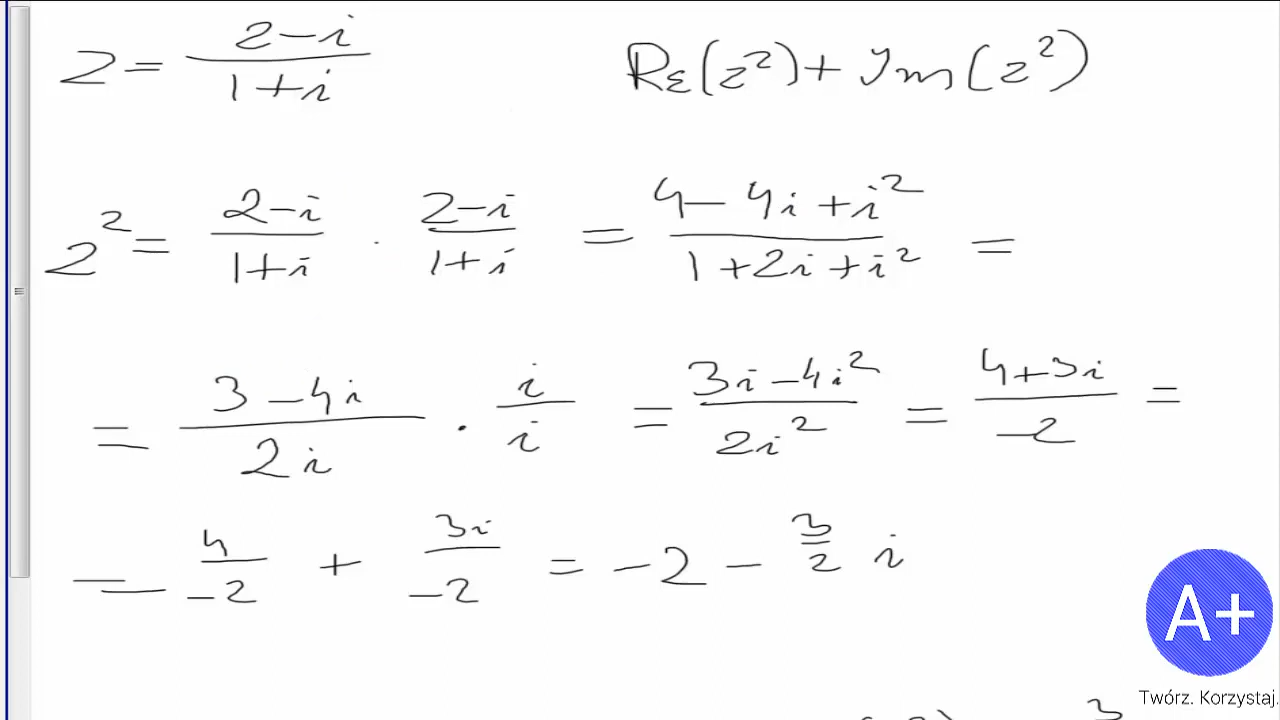 z = (2-i)/(1+i) Re(z²) + Im(z²)
z² = (2-i)/(1+i) · (2-i)/(1+i) = (4-4i+i²)/(1+2i+i²) =
= (3-4i)/(2i) · i/i = (3i-4i²)/(2i²) = (4+3i)/(-2) =
= 4/(-2) + 3i/(-2) = -2 - 3/2 i
A+
Twórz. Korzystaj.
3